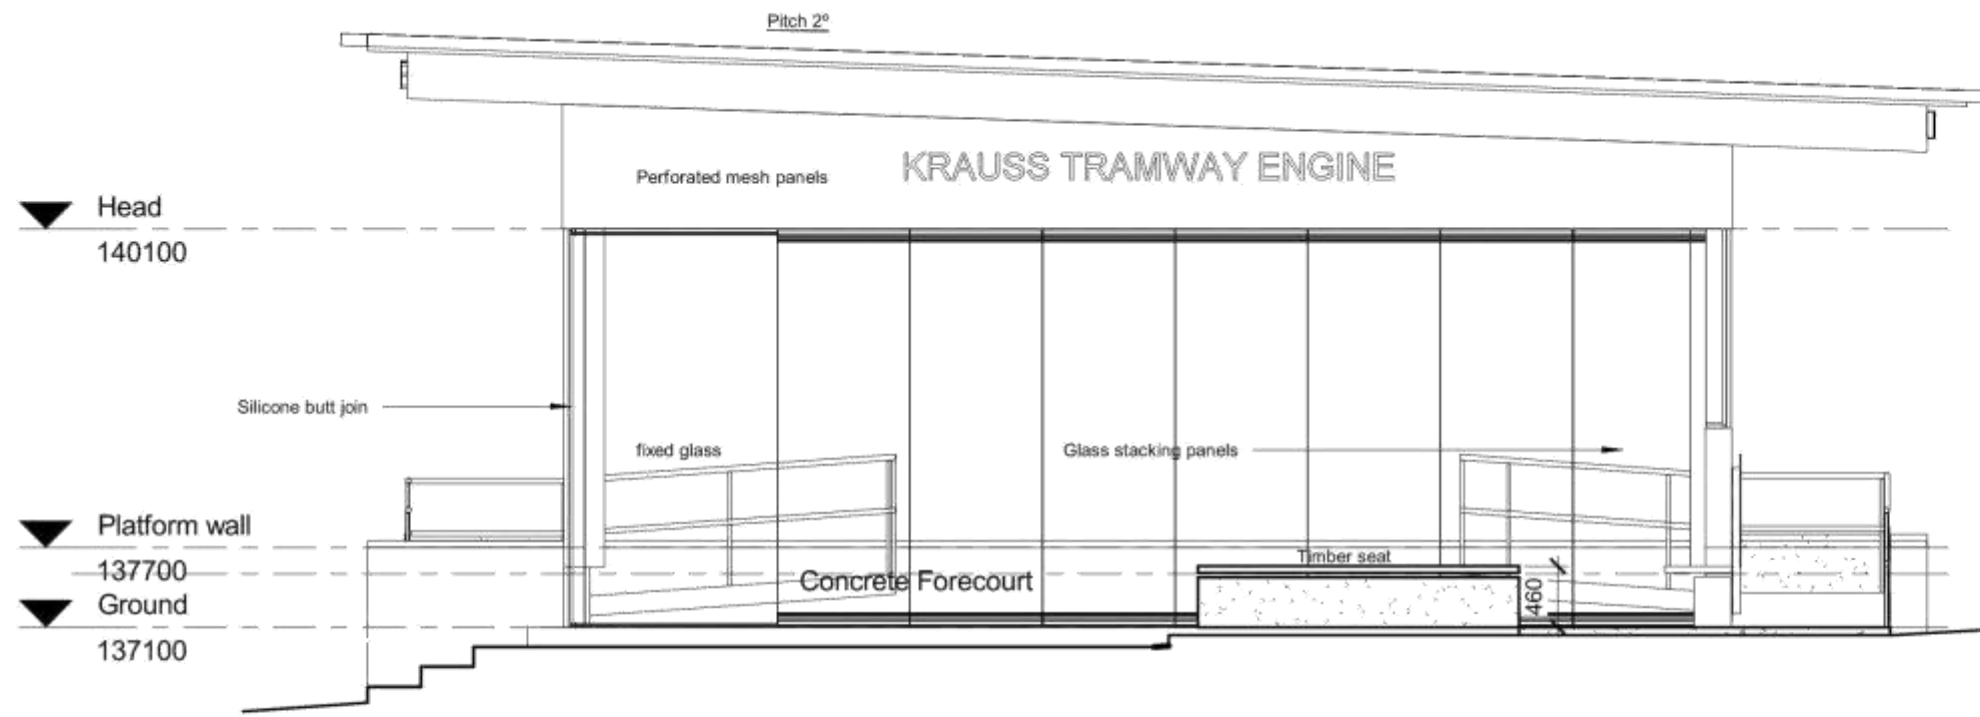 Pitch 2º
KRAUSS TRAMWAY ENGINE
Perforated mesh panels
Head
140100
Silicone butt join
fixed glass
Glass stacking panels
Platform wall
137700
Timber seat
Concrete Forecourt
460
Ground
137100